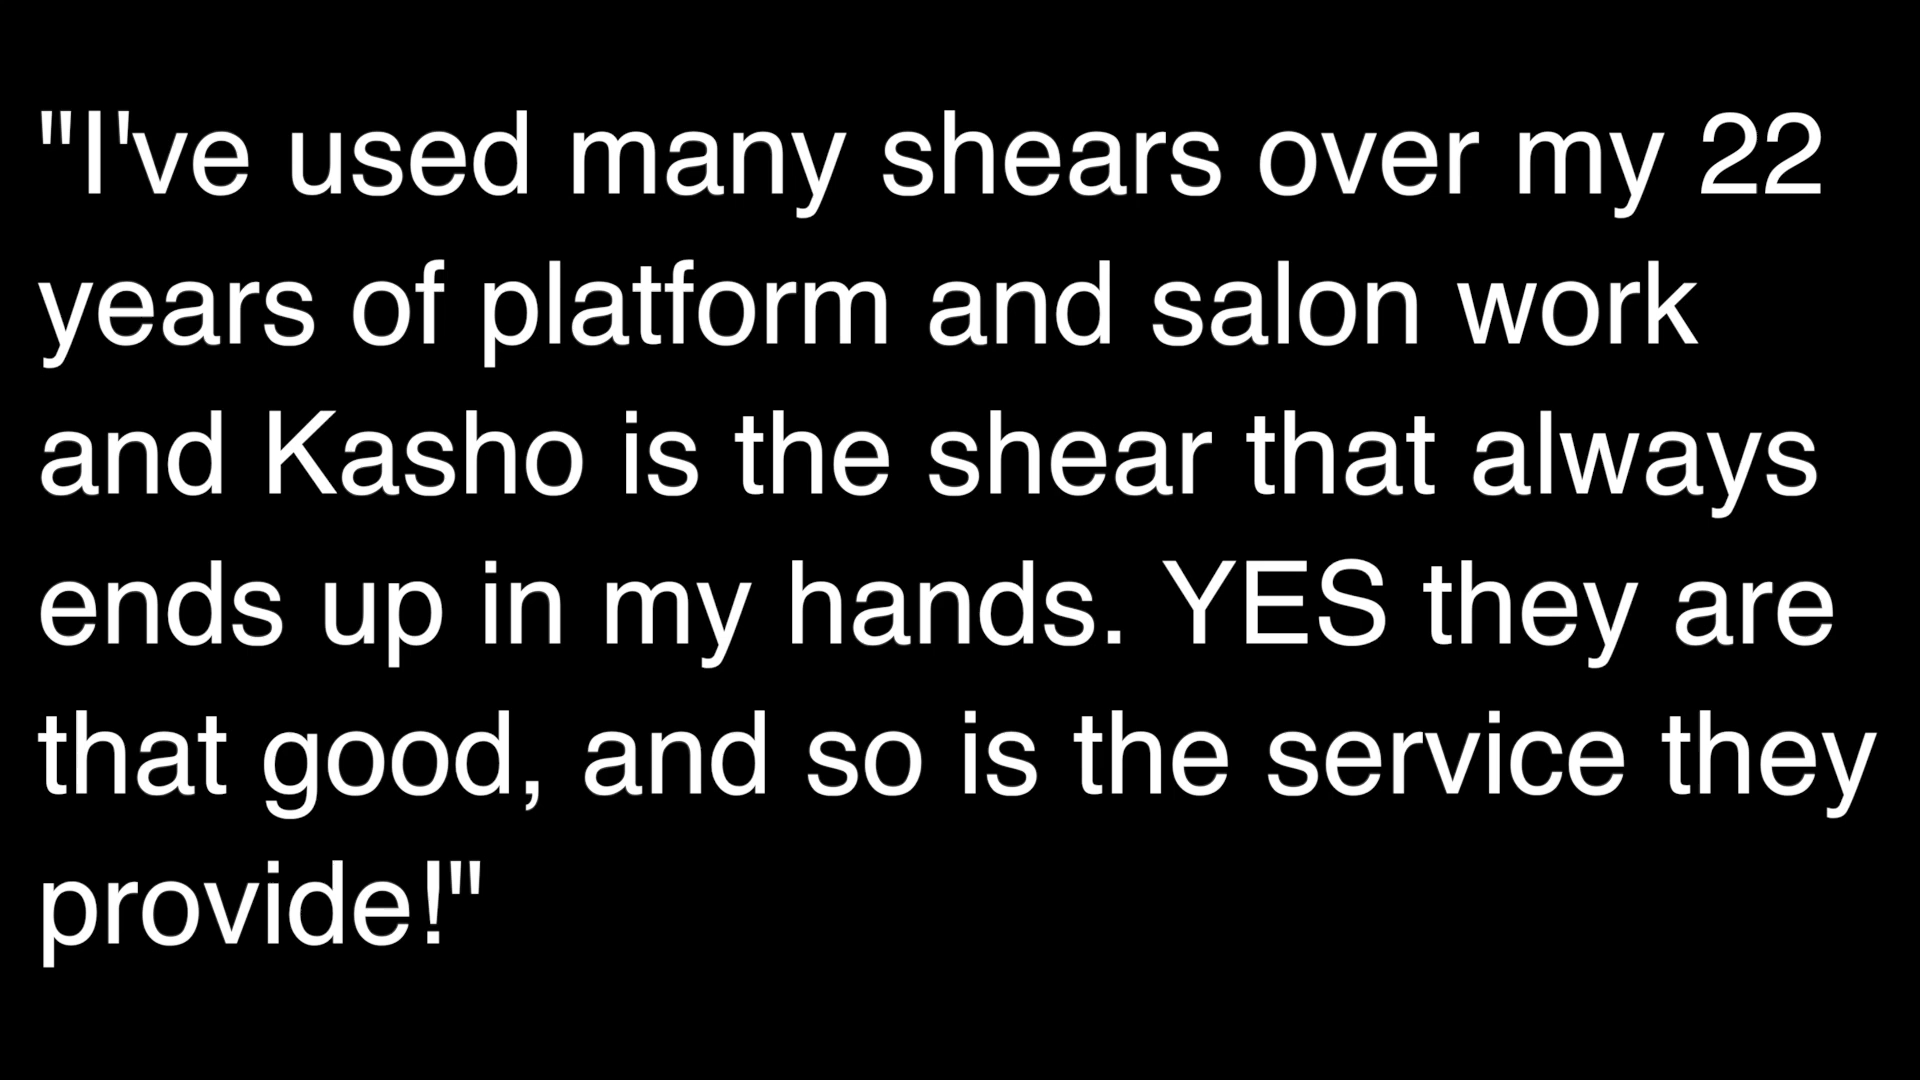 "I've used many shears over my 22
years of platform and salon work
and Kasho is the shear that always
ends up in my hands. YES they are
that good, and so is the service they
provide!"